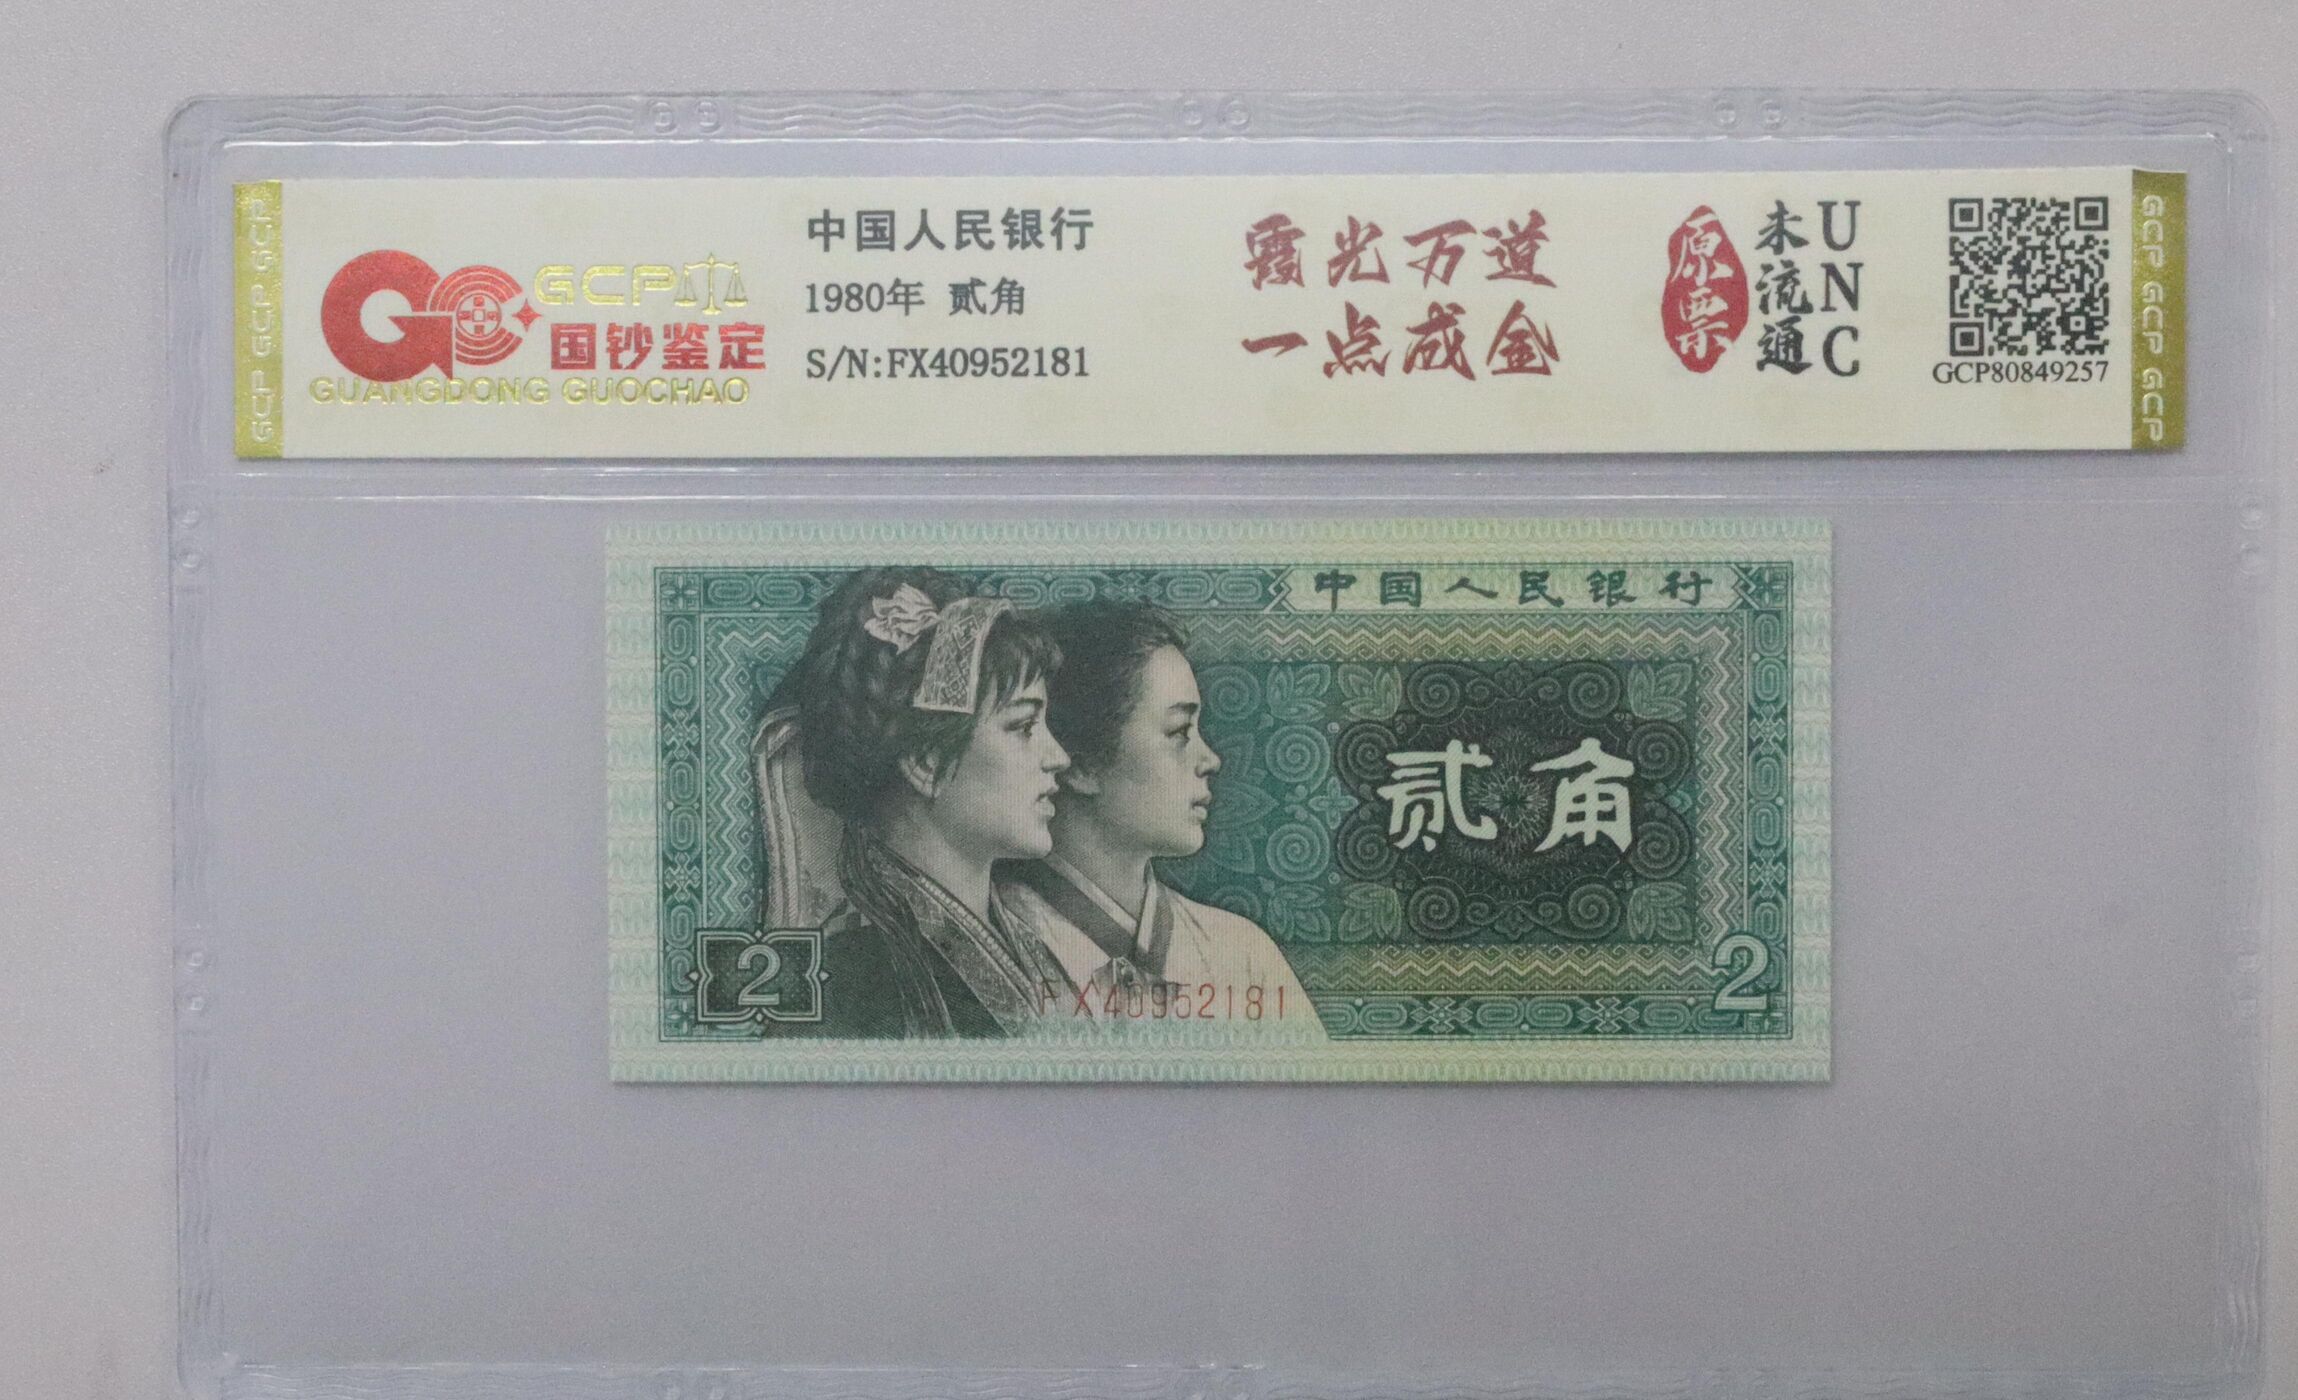 GCP
国钞鉴定
GUANGDONG GUOCHAO
中国人民银行
1980年 贰角
S/N:FX40952181
霞光万道
一点成金
原票
未流通
UNC
GCP80849257
GCP GCP GCP
GCP GCP GCP
中国人民银行
贰角
2
2
FX40952181